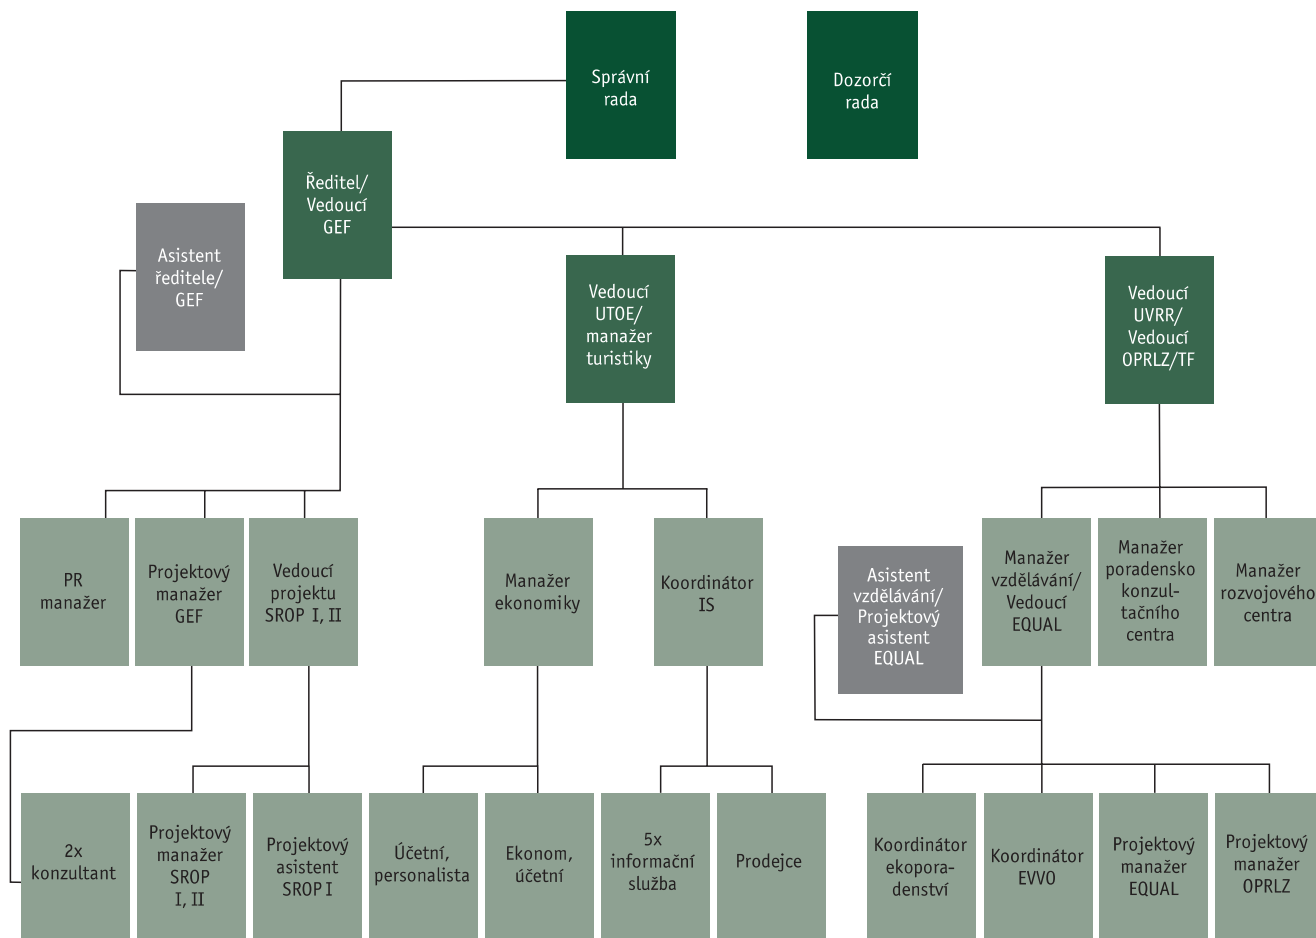 Správní
rada
Dozorčí
rada
Ředitel/
Vedoucí
GEF
Asistent
ředitele/
GEF
Vedoucí
UTOE/
manažer
turistiky
Vedoucí
UVRR/
Vedoucí
OPRLZ/TF
PR
manažer
Projektový
manažer
GEF
Vedoucí
projektu
SROP I, II
Manažer
ekonomiky
Koordinátor
IS
Asistent
vzdělávání/
Projektový
asistent
EQUAL
Manažer
vzdělávání/
Vedoucí
EQUAL
Manažer
poradensko
konzul-
tačního
centra
Manažer
rozvojového
centra
2x
konzultant
Projektový
manažer
SROP
I, II
Projektový
asistent
SROP I
Účetní,
personalista
Ekonom,
účetní
5x
informační
služba
Prodejce
Koordinátor
ekopora-
denství
Koordinátor
EVVO
Projektový
manažer
EQUAL
Projektový
manažer
OPRLZ